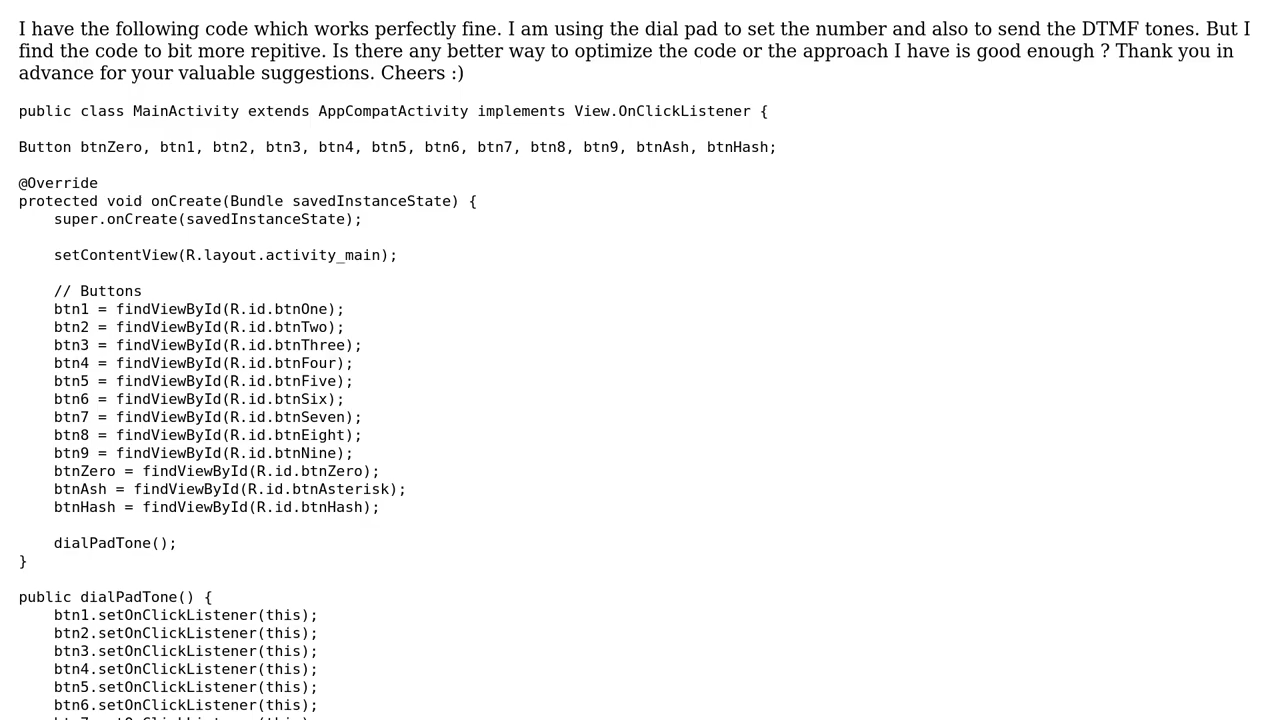 I have the following code which works perfectly fine. I am using the dial pad to set the number and also to send the DTMF tones. But I
find the code to bit more repitive. Is there any better way to optimize the code or the approach I have is good enough ? Thank you in
advance for your valuable suggestions. Cheers :)
public class MainActivity extends AppCompatActivity implements View.OnClickListener {
Button btnZero, btn1, btn2, btn3, btn4, btn5, btn6, btn7, btn8, btn9, btnAsh, btnHash;
@Override
protected void onCreate(Bundle savedInstanceState) {
    super.onCreate(savedInstanceState);
    setContentView(R.layout.activity_main);
    // Buttons
    btn1 = findViewById(R.id.btnOne);
    btn2 = findViewById(R.id.btnTwo);
    btn3 = findViewById(R.id.btnThree);
    btn4 = findViewById(R.id.btnFour);
    btn5 = findViewById(R.id.btnFive);
    btn6 = findViewById(R.id.btnSix);
    btn7 = findViewById(R.id.btnSeven);
    btn8 = findViewById(R.id.btnEight);
    btn9 = findViewById(R.id.btnNine);
    btnZero = findViewById(R.id.btnZero);
    btnAsh = findViewById(R.id.btnAsterisk);
    btnHash = findViewById(R.id.btnHash);
    dialPadTone();
}
public dialPadTone() {
    btn1.setOnClickListener(this);
    btn2.setOnClickListener(this);
    btn3.setOnClickListener(this);
    btn4.setOnClickListener(this);
    btn5.setOnClickListener(this);
    btn6.setOnClickListener(this);